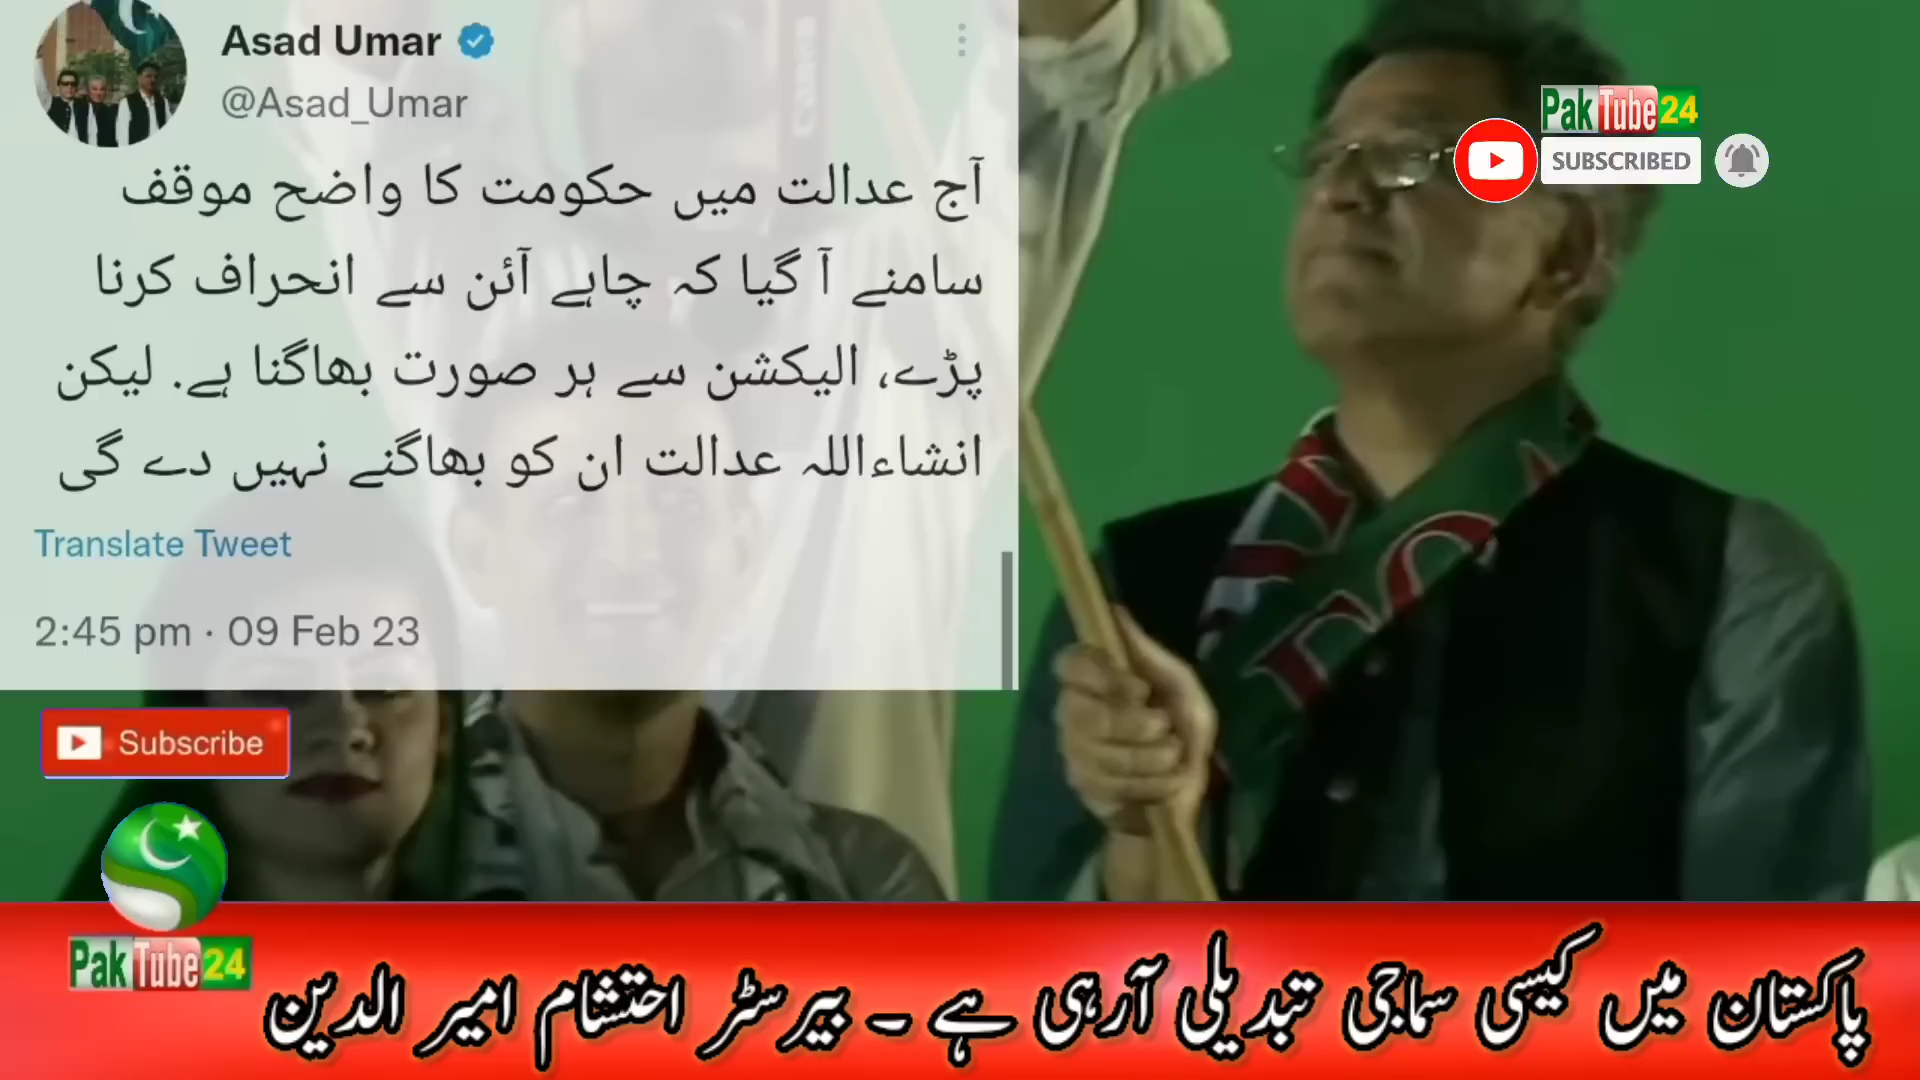 Asad Umar
@Asad_Umar
آج عدالت میں حکومت کا واضح موقف
سامنے آ گیا کہ چاہے آئن سے انحراف کرنا
پڑے، الیکشن سے ہر صورت بھاگنا ہے. لیکن
انشاءاللہ عدالت ان کو بھاگنے نہیں دے گی
Translate Tweet
2:45 pm · 09 Feb 23
PakTube24
SUBSCRIBED
Subscribe
PakTube24
پاکستان میں کیسی سماجی تبدیلی آرہی ہے ۔ بیرسٹر احتشام امیر الدین